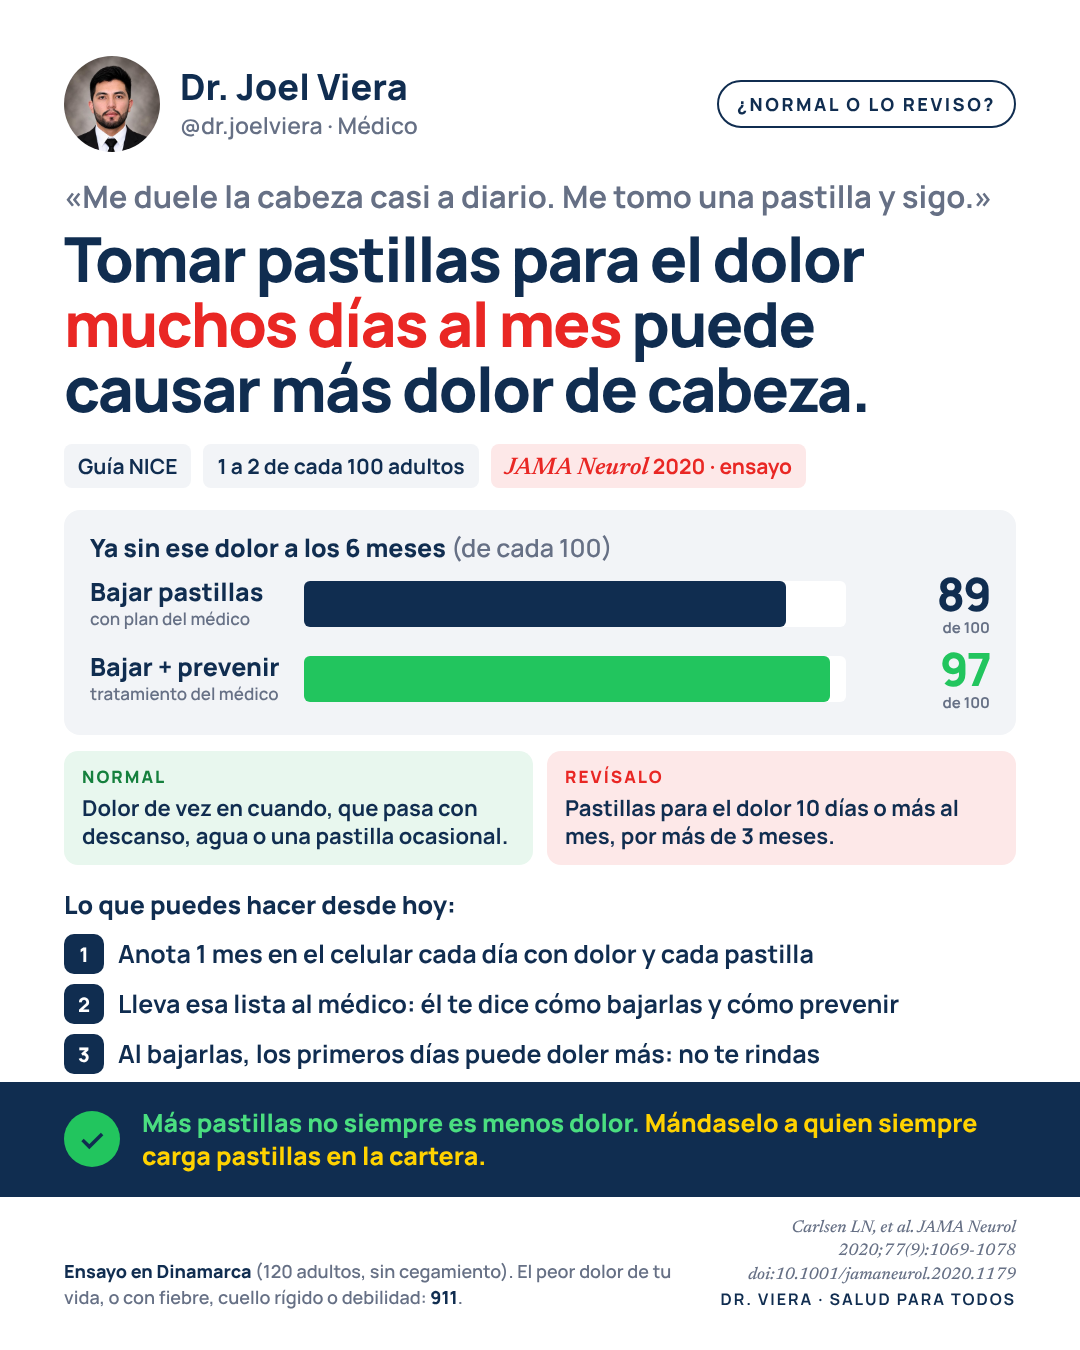 Dr. Joel Viera
@dr.joelviera · Médico
¿NORMAL O LO REVISO?
«Me duele la cabeza casi a diario. Me tomo una pastilla y sigo.»
Tomar pastillas para el dolor
muchos días al mes puede
causar más dolor de cabeza.
Guía NICE
1 a 2 de cada 100 adultos
JAMA Neurol 2020 · ensayo
Ya sin ese dolor a los 6 meses (de cada 100)
Bajar pastillas
con plan del médico
89
de 100
Bajar + prevenir
tratamiento del médico
97
de 100
NORMAL
Dolor de vez en cuando, que pasa con
descanso, agua o una pastilla ocasional.
REVÍSALO
Pastillas para el dolor 10 días o más al
mes, por más de 3 meses.
Lo que puedes hacer desde hoy:
1 Anota 1 mes en el celular cada día con dolor y cada pastilla
2 Lleva esa lista al médico: él te dice cómo bajarlas y cómo prevenir
3 Al bajarlas, los primeros días puede doler más: no te rindas
Más pastillas no siempre es menos dolor. Mándaselo a quien siempre
carga pastillas en la cartera.
Ensayo en Dinamarca (120 adultos, sin cegamiento). El peor dolor de tu
vida, o con fiebre, cuello rígido o debilidad: 911.
Carlsen LN, et al. JAMA Neurol
2020;77(9):1069-1078
doi:10.1001/jamaneurol.2020.1179
DR. VIERA · SALUD PARA TODOS